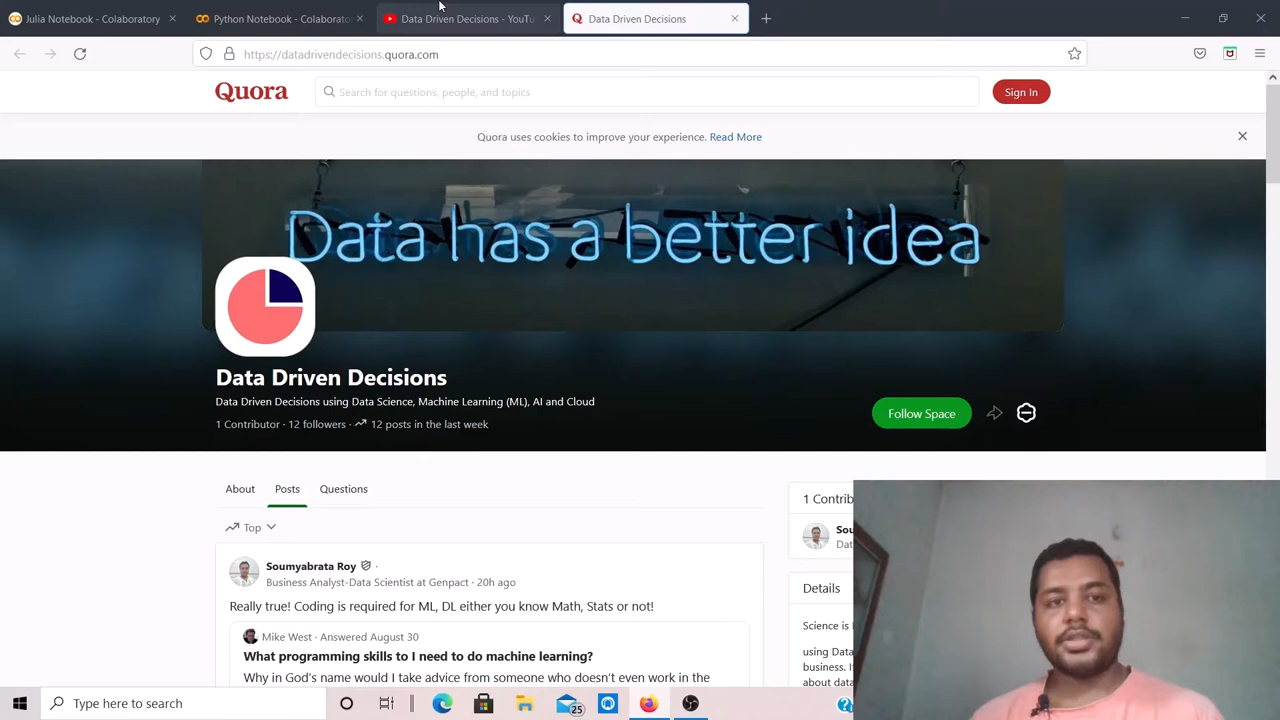 Julia Notebook - Colaboratory
Python Notebook - Colaborato
Data Driven Decisions - YouTu
Data Driven Decisions
https://datadrivendecisions.quora.com
Quora
Search for questions, people, and topics
Sign In
Quora uses cookies to improve your experience. Read More
Data has a better idea
Data Driven Decisions
Data Driven Decisions using Data Science, Machine Learning (ML), AI and Cloud
1 Contributor · 12 followers · 12 posts in the last week
Follow Space
About
Posts
Questions
1 Contrib
Top
Sou
Dat
Soumyabrata Roy
Business Analyst-Data Scientist at Genpact · 20h ago
Details
Really true! Coding is required for ML, DL either you know Math, Stats or not!
Science is
Mike West · Answered August 30
using Data
What programming skills to I need to do machine learning?
business. I
Why in God's name would I take advice from someone who doesn't even work in the
about data
Type here to search
25